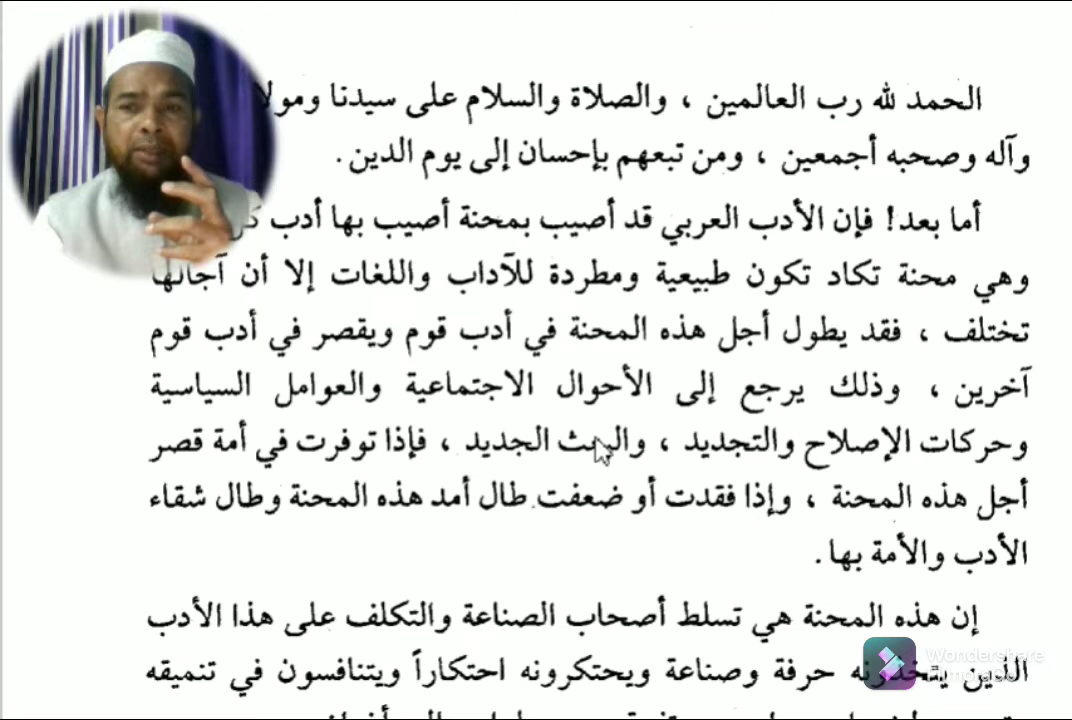 الحمد لله رب العالمين ، والصلاة والسلام على سيدنا
وآله وصحبه أجمعين ، ومن تبعهم بإحسان إلى يوم الدين .
أما بعد! فإن الأدب العربي قد أصيب بمحنة أصيب بها أدب
وهي محنة تكاد تكون طبيعية ومطردة للآداب واللغات إلا أن آجالها
تختلف ، فقد يطول أجل هذه المحنة في أدب قوم ويقصر في أدب قوم
آخرين ، وذلك يرجع إلى الأحوال الاجتماعية والعوامل السياسية
وحركات الإصلاح والتجديد ، والبعث الجديد ، فإذا توفرت في أمة قصر
أجل هذه المحنة ، وإذا فقدت أو ضعفت طال أمد هذه المحنة وطال شقاء
الأدب والأمة بها .
إن هذه المحنة هي تسلط أصحاب الصناعة والتكلف على هذا الأدب
الذين يتخذونه حرفة وصناعة ويحتكرونه احتكاراً ويتنافسون في تنميقه
Wondershare
Filmora